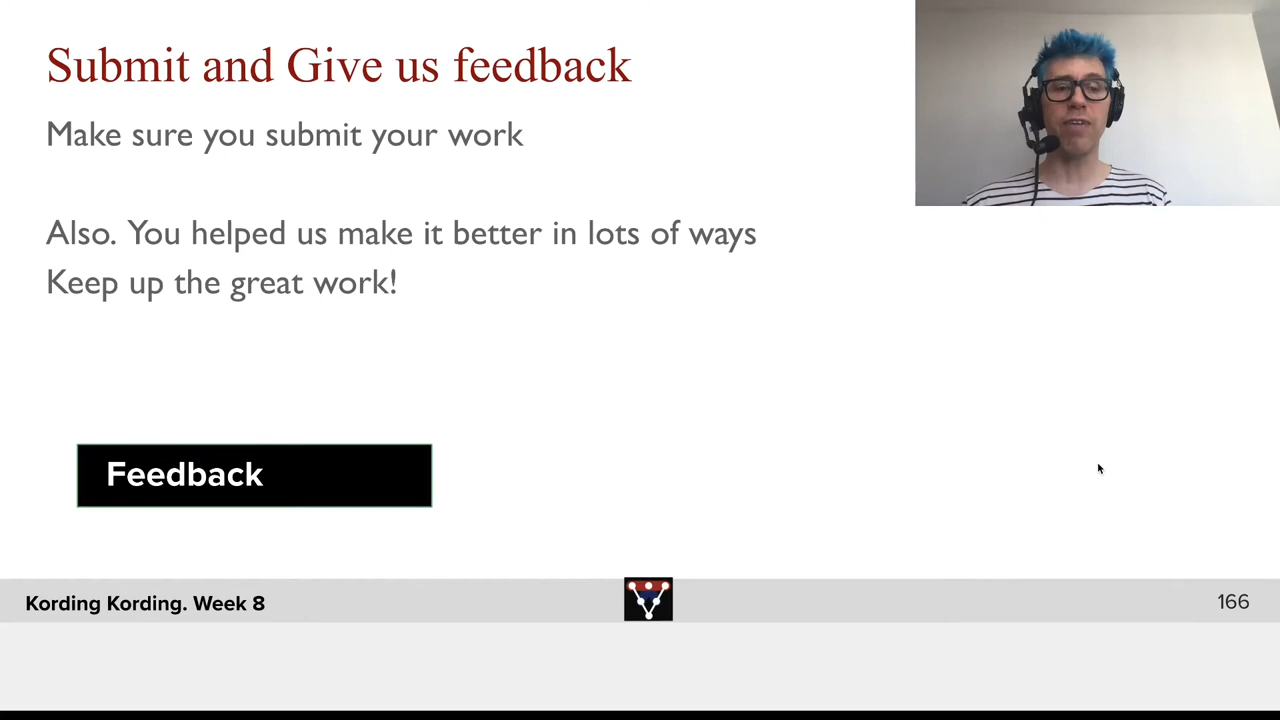 Submit and Give us feedback
Make sure you submit your work
Also. You helped us make it better in lots of ways
Keep up the great work!
Feedback
Kording Kording. Week 8
166